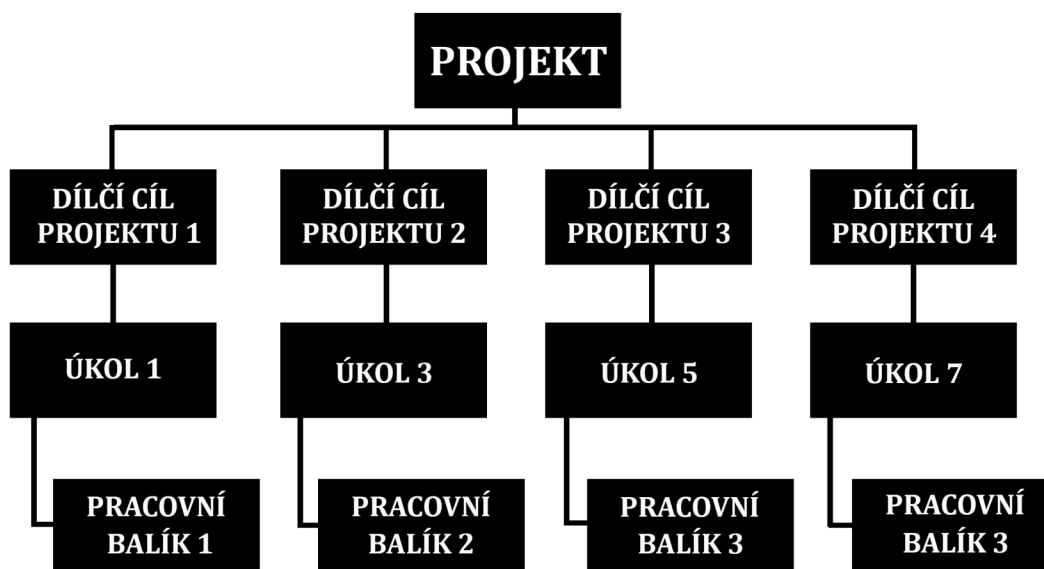 PROJEKT
DÍLČÍ CÍL
PROJEKTU 1
DÍLČÍ CÍL
PROJEKTU 2
DÍLČÍ CÍL
PROJEKTU 3
DÍLČÍ CÍL
PROJEKTU 4
ÚKOL 1
ÚKOL 3
ÚKOL 5
ÚKOL 7
PRACOVNÍ
BALÍK 1
PRACOVNÍ
BALÍK 2
PRACOVNÍ
BALÍK 3
PRACOVNÍ
BALÍK 3